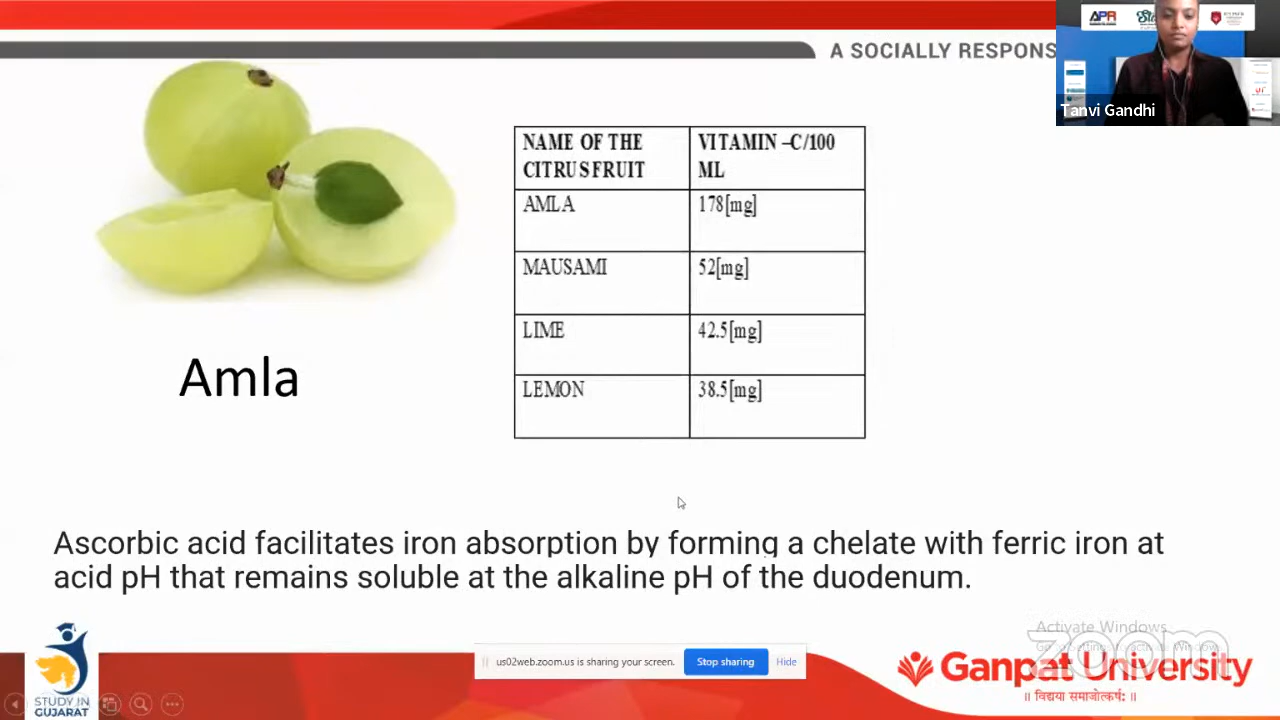 APR
A SOCIALLY RESPONS
Tanvi Gandhi
NAME OF THE CITRUS FRUIT
VITAMIN –C/100 ML
AMLA 178[mg]
MAUSAMI 52[mg]
LIME 42.5[mg]
LEMON 38.5[mg]
Amla
Ascorbic acid facilitates iron absorption by forming a chelate with ferric iron at
acid pH that remains soluble at the alkaline pH of the duodenum.
Activate Windows
zoom
us02web.zoom.us is sharing your screen. Stop sharing Hide
Ganpat University
॥ विद्यया समाजोत्कर्षः ॥
STUDY IN
GUJARAT